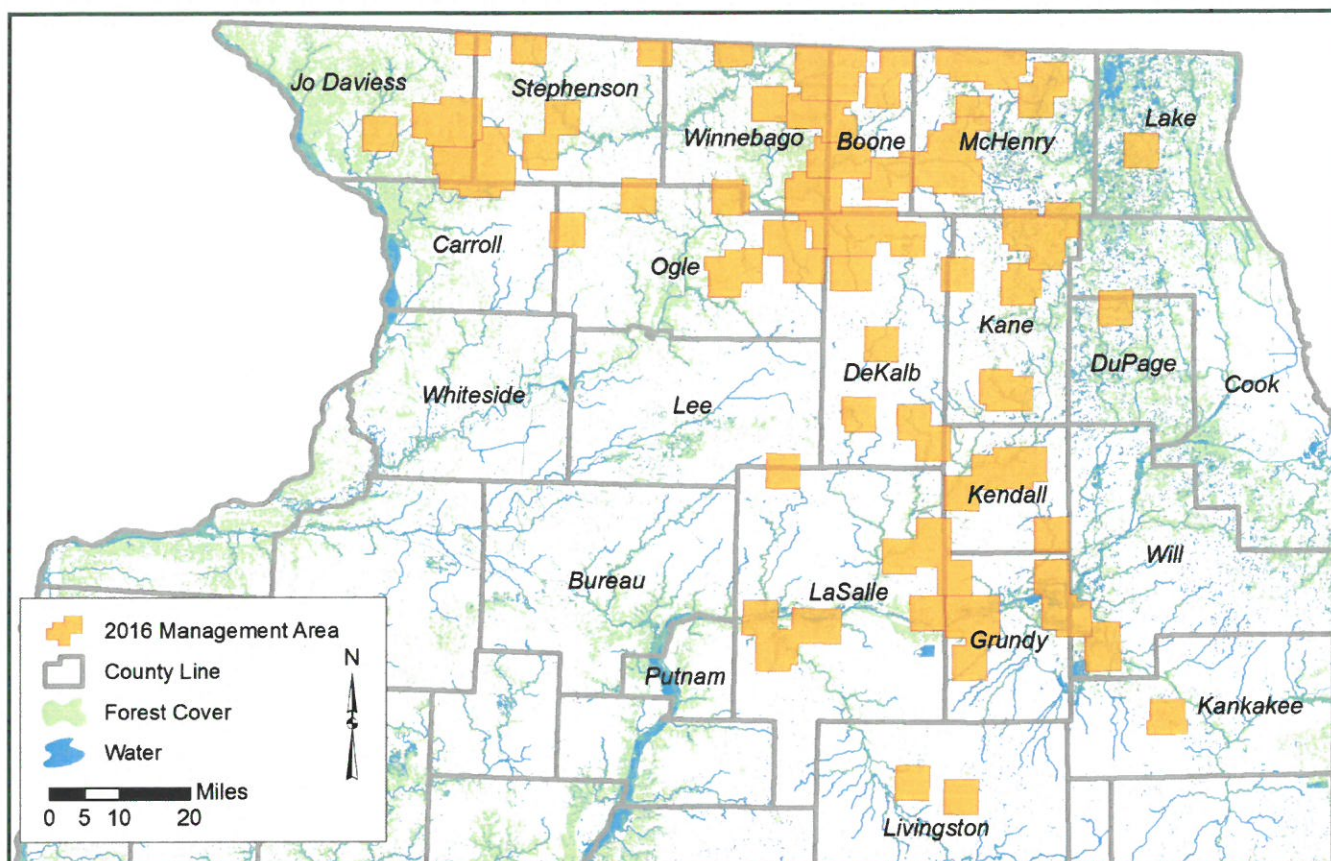 Jo Daviess
Stephenson
Winnebago
Boone
McHenry
Lake
Carroll
Ogle
Kane
DuPage
Cook
Whiteside
Lee
DeKalb
Kendall
Bureau
LaSalle
Will
Grundy
Putnam
Kankakee
Livingston
2016 Management Area
County Line
Forest Cover
Water
N
Miles
0 5 10 20